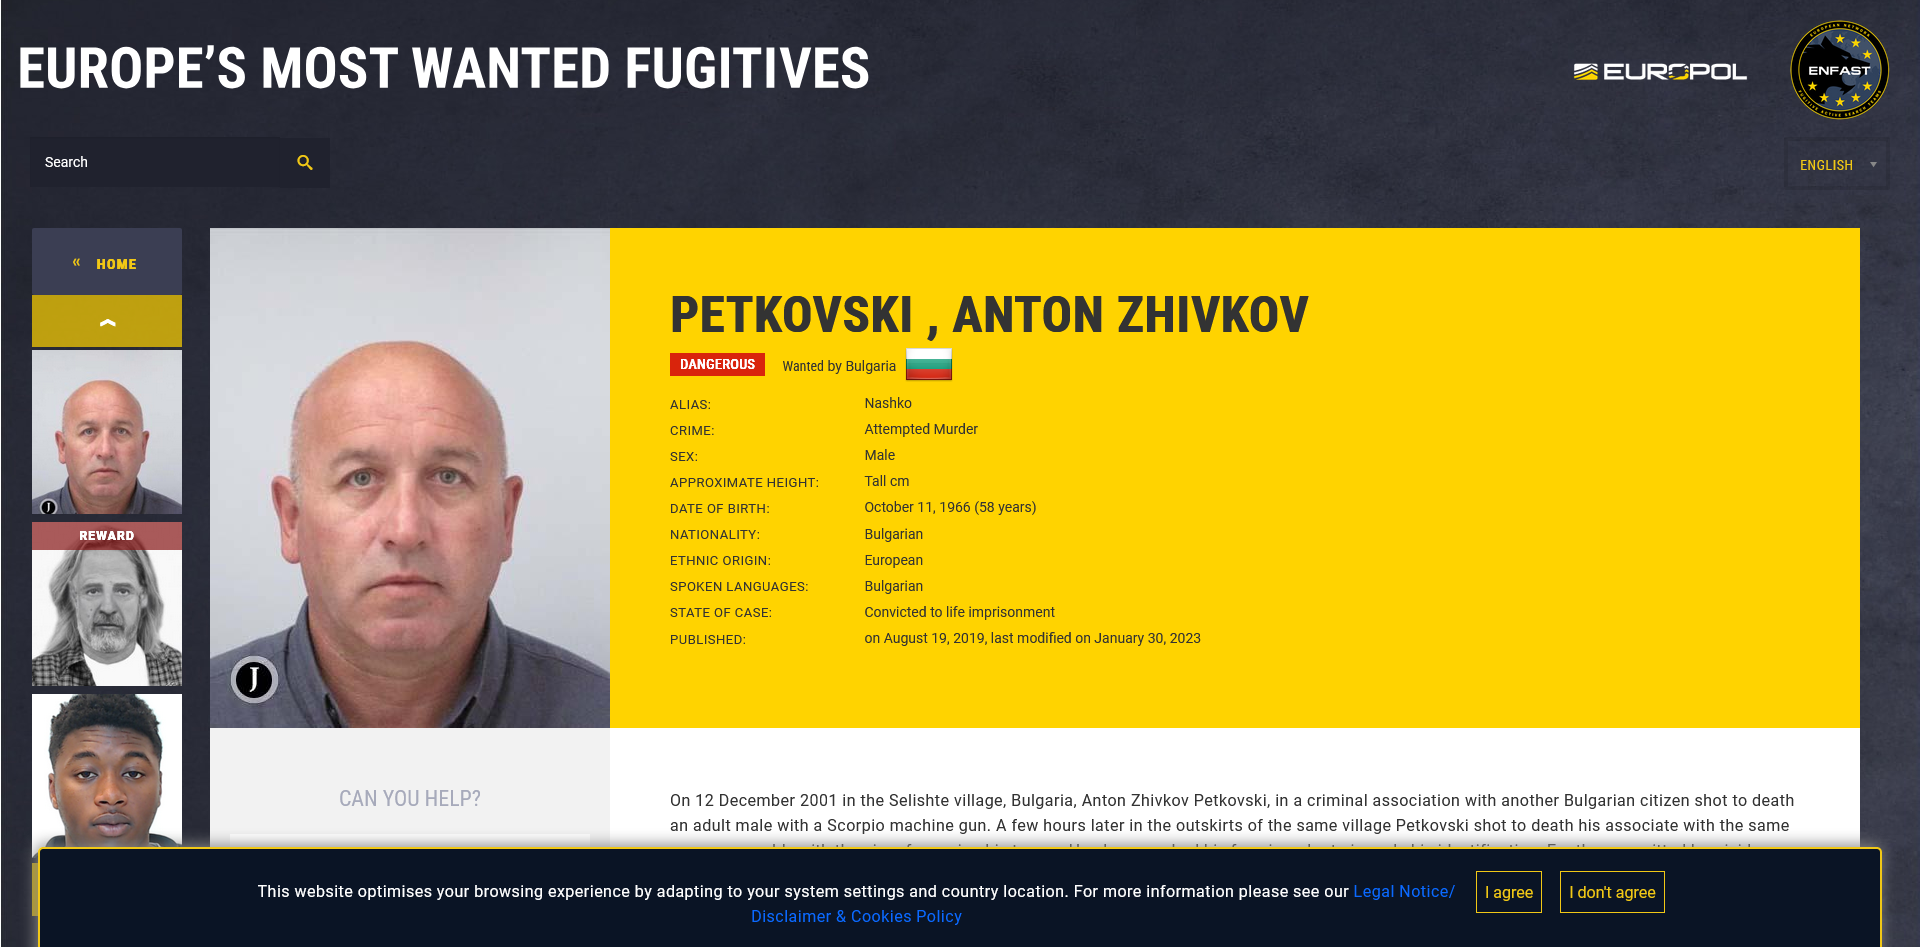 EUROPE'S MOST WANTED FUGITIVES
EUROPOL
ENFAST
Search
ENGLISH
« HOME
REWARD
J
J
PETKOVSKI , ANTON ZHIVKOV
DANGEROUS Wanted by Bulgaria
ALIAS: Nashko
CRIME: Attempted Murder
SEX: Male
APPROXIMATE HEIGHT: Tall cm
DATE OF BIRTH: October 11, 1966 (58 years)
NATIONALITY: Bulgarian
ETHNIC ORIGIN: European
SPOKEN LANGUAGES: Bulgarian
STATE OF CASE: Convicted to life imprisonment
PUBLISHED: on August 19, 2019, last modified on January 30, 2023
CAN YOU HELP?
On 12 December 2001 in the Selishte village, Bulgaria, Anton Zhivkov Petkovski, in a criminal association with another Bulgarian citizen shot to death
an adult male with a Scorpio machine gun. A few hours later in the outskirts of the same village Petkovski shot to death his associate with the same
This website optimises your browsing experience by adapting to your system settings and country location. For more information please see our Legal Notice/
Disclaimer & Cookies Policy
I agree
I don't agree